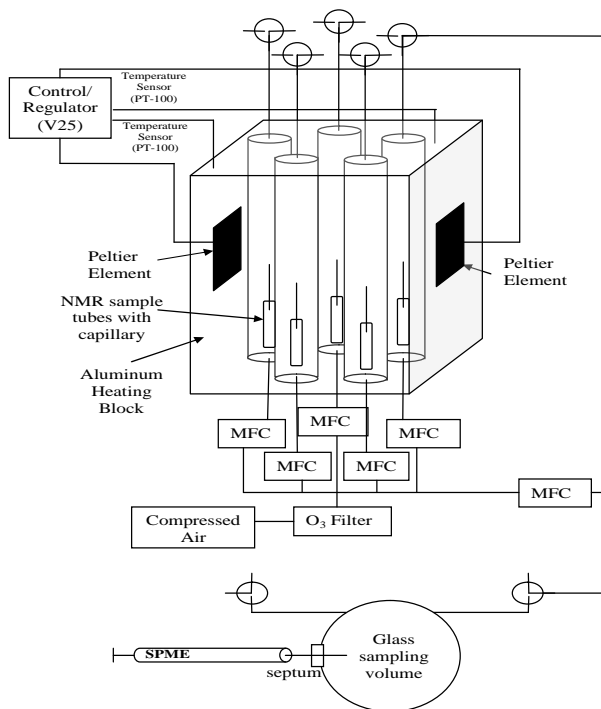 Temperature
Sensor
(PT-100)
Control/
Regulator
(V25)
Temperature
Sensor
(PT-100)
Peltier
Element
Peltier
Element
NMR sample
tubes with
capillary
Aluminum
Heating
Block
MFC
MFC
MFC
MFC
MFC
MFC
Compressed
Air
O₃ Filter
Glass
sampling
volume
SPME
septum